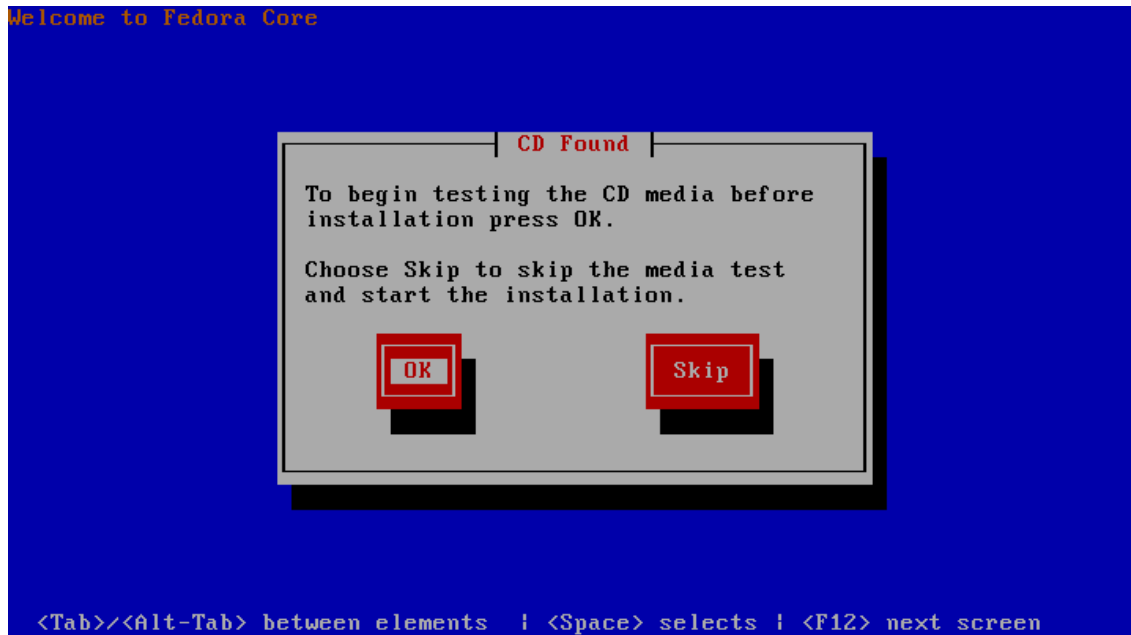 Welcome to Fedora Core
CD Found
To begin testing the CD media before
installation press OK.
Choose Skip to skip the media test
and start the installation.
OK
Skip
<Tab>/<Alt-Tab> between elements | <Space> selects | <F12> next screen